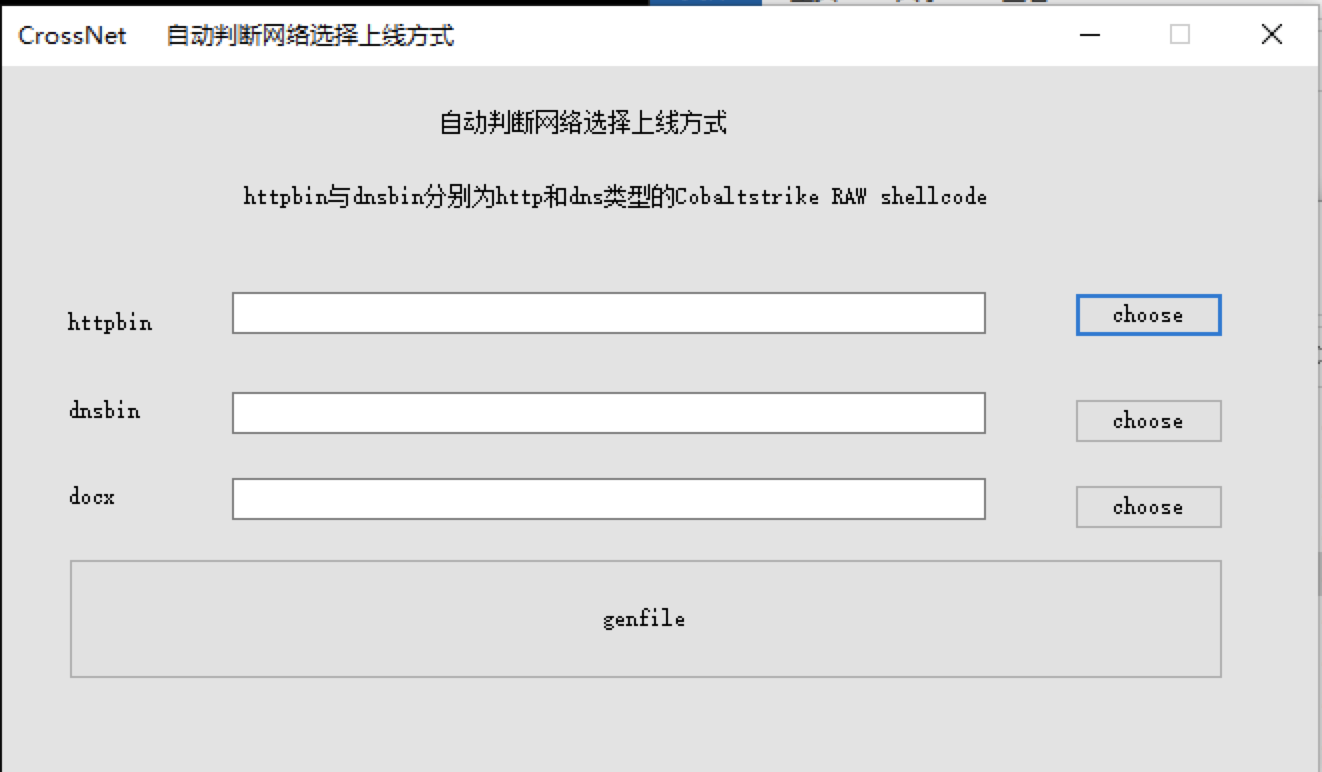 CrossNet 自动判断网络选择上线方式
自动判断网络选择上线方式
httpbin与dnsbin分别为http和dns类型的Cobaltstrike RAW shellcode
httpbin choose
dnsbin choose
docx choose
genfile